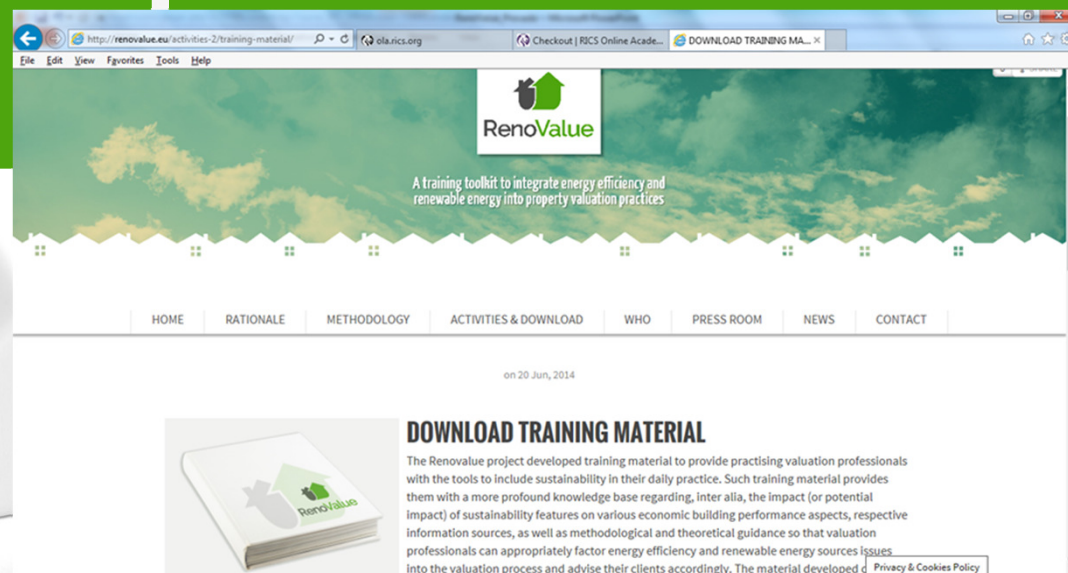 http://renovalue.eu/activities-2/training-material/
ola.rics.org
Checkout | RICS Online Acade...
DOWNLOAD TRAINING MA...
File Edit View Favorites Tools Help
RenoValue
A training toolkit to integrate energy efficiency and
renewable energy into property valuation practices
HOME RATIONALE METHODOLOGY ACTIVITIES & DOWNLOAD WHO PRESS ROOM NEWS CONTACT
on 20 Jun, 2014
RenoValue
DOWNLOAD TRAINING MATERIAL
The Renovalue project developed training material to provide practising valuation professionals
with the tools to include sustainability in their daily practice. Such training material provides
them with a more profound knowledge base regarding, inter alia, the impact (or potential
impact) of sustainability features on various economic building performance aspects, respective
information sources, as well as methodological and theoretical guidance so that valuation
professionals can appropriately factor energy efficiency and renewable energy sources issues
into the valuation process and advise their clients accordingly. The material developed
Privacy & Cookies Policy